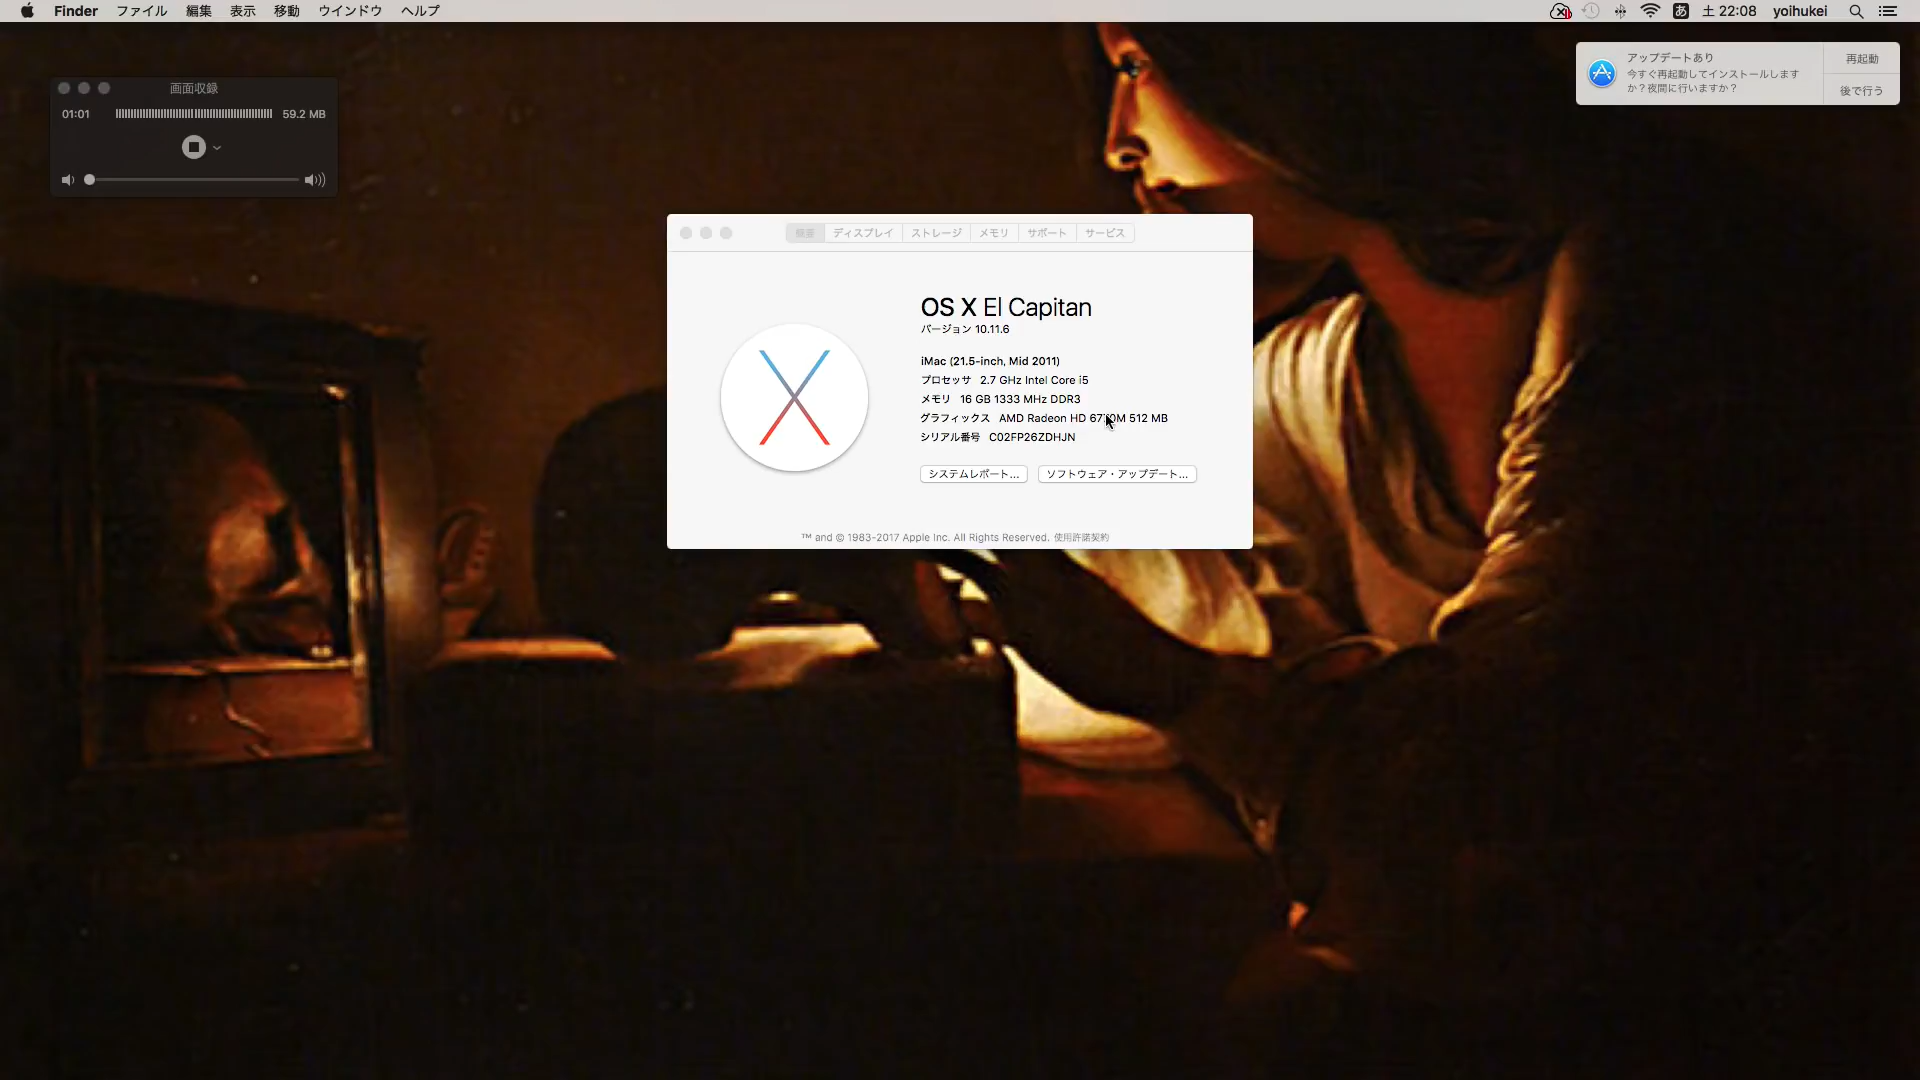 Finder ファイル 編集 表示 移動 ウインドウ ヘルプ
あ 土 22:08 yoihukei
アップデートあり
今すぐ再起動してインストールします
か？夜間に行いますか？
再起動
後で行う
画面収録
01:01 59.2 MB
概要 ディスプレイ ストレージ メモリ サポート サービス
OS X El Capitan
バージョン 10.11.6
iMac (21.5-inch, Mid 2011)
プロセッサ 2.7 GHz Intel Core i5
メモリ 16 GB 1333 MHz DDR3
グラフィックス AMD Radeon HD 6770M 512 MB
シリアル番号 C02FP26ZDHJN
システムレポート... ソフトウェア・アップデート...
™ and © 1983-2017 Apple Inc. All Rights Reserved. 使用許諾契約